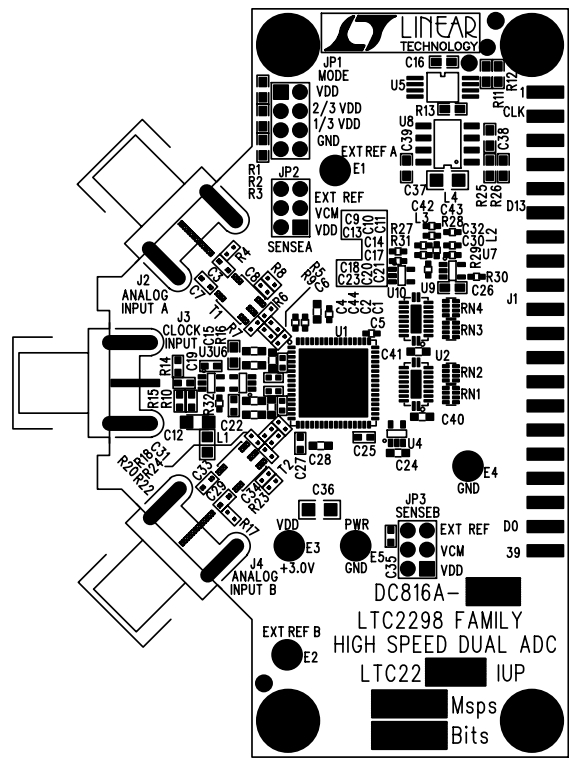 LINEAR
TECHNOLOGY
JP1
MODE
VDD
2/3 VDD
1/3 VDD
GND
R1
R2
R3
C16
U5
R11
R12
R13
1
CLK
U8
C39
C38
EXT REF A
E1
C37
L4
R25
R26
JP2
EXT REF
VCM
VDD
SENSEA
C42
C43
D13
C9
C13
C10
C11
C14
C17
C18
C23
C20
C21
L3
R28
C32
C30
L2
R27
R31
R29
U7
R30
U10
U9
C26
J1
R4
C3
C7
C8
R8
R5
C6
R9
R6
T1
J2
ANALOG
INPUT A
C4
C44
C2
C1
RN4
RN3
J3
CLOCK
INPUT
C15
R16
U1
C5
R14
C19
U3
U6
C41
U2
RN2
RN1
R15
R10
R32
C12
C22
L1
C40
C27
C28
C25
U4
C24
R18
C31
R20
R24
R22
C33
C29
C34
R23
T2
R17
E4
GND
C36
JP3
SENSEB
VDD
E3
+3.0V
PWR
E5
GND
C35
EXT REF
VCM
VDD
D0
39
J4
ANALOG
INPUT B
DC816A-
LTC2298 FAMILY
HIGH SPEED DUAL ADC
EXT REF B
E2
LTC22
IUP
Msps
Bits